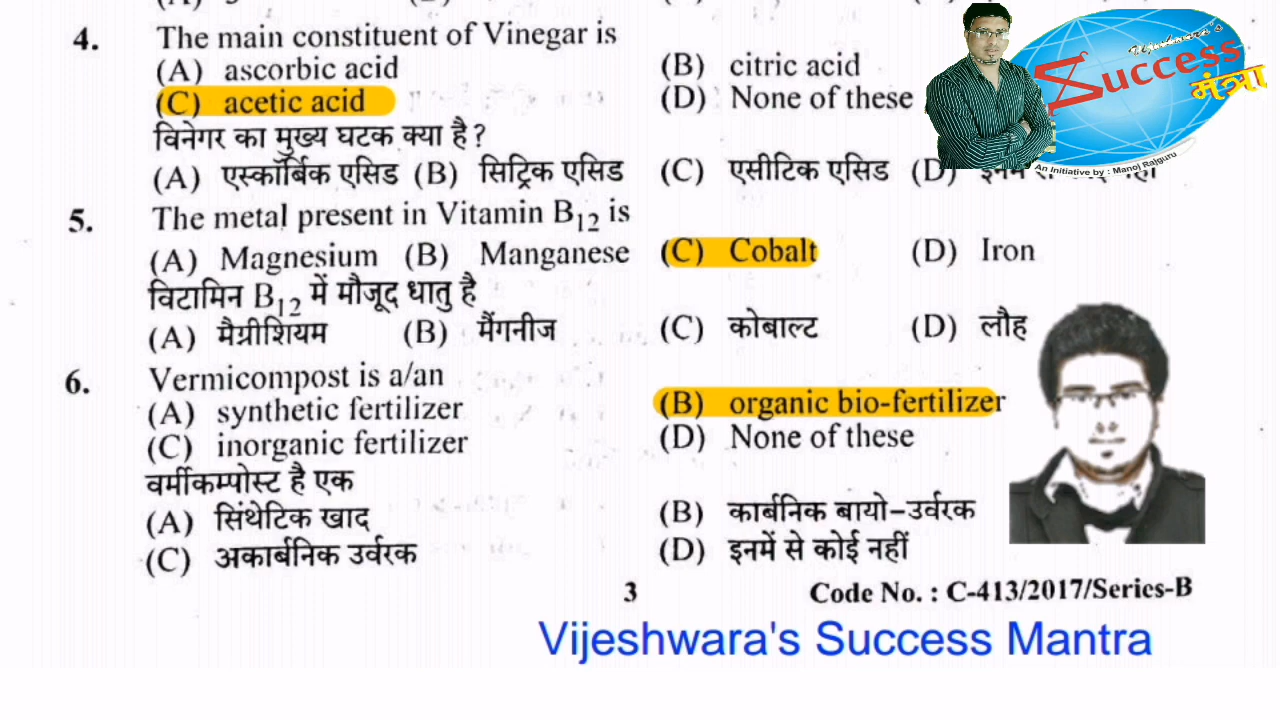 4. The main constituent of Vinegar is
(A) ascorbic acid (B) citric acid
(C) acetic acid (D) None of these
विनेगर का मुख्य घटक क्या है?
(A) एस्कॉर्बिक एसिड (B) सिट्रिक एसिड (C) एसीटिक एसिड (D)
5. The metal present in Vitamin B12 is
(A) Magnesium (B) Manganese (C) Cobalt (D) Iron
विटामिन B12 में मौजूद धातु है
(A) मैग्नीशियम (B) मैंगनीज (C) कोबाल्ट (D) लौह
6. Vermicompost is a/an
(A) synthetic fertilizer (B) organic bio-fertilizer
(C) inorganic fertilizer (D) None of these
वर्मीकम्पोस्ट है एक
(A) सिंथेटिक खाद (B) कार्बनिक बायो-उर्वरक
(C) अकार्बनिक उर्वरक (D) इनमें से कोई नहीं
3 Code No. : C-413/2017/Series-B
Vijeshwara's Success Mantra
Vijeshwara's
Success
मंत्रा
An Initiative by : Manoj Rajguru